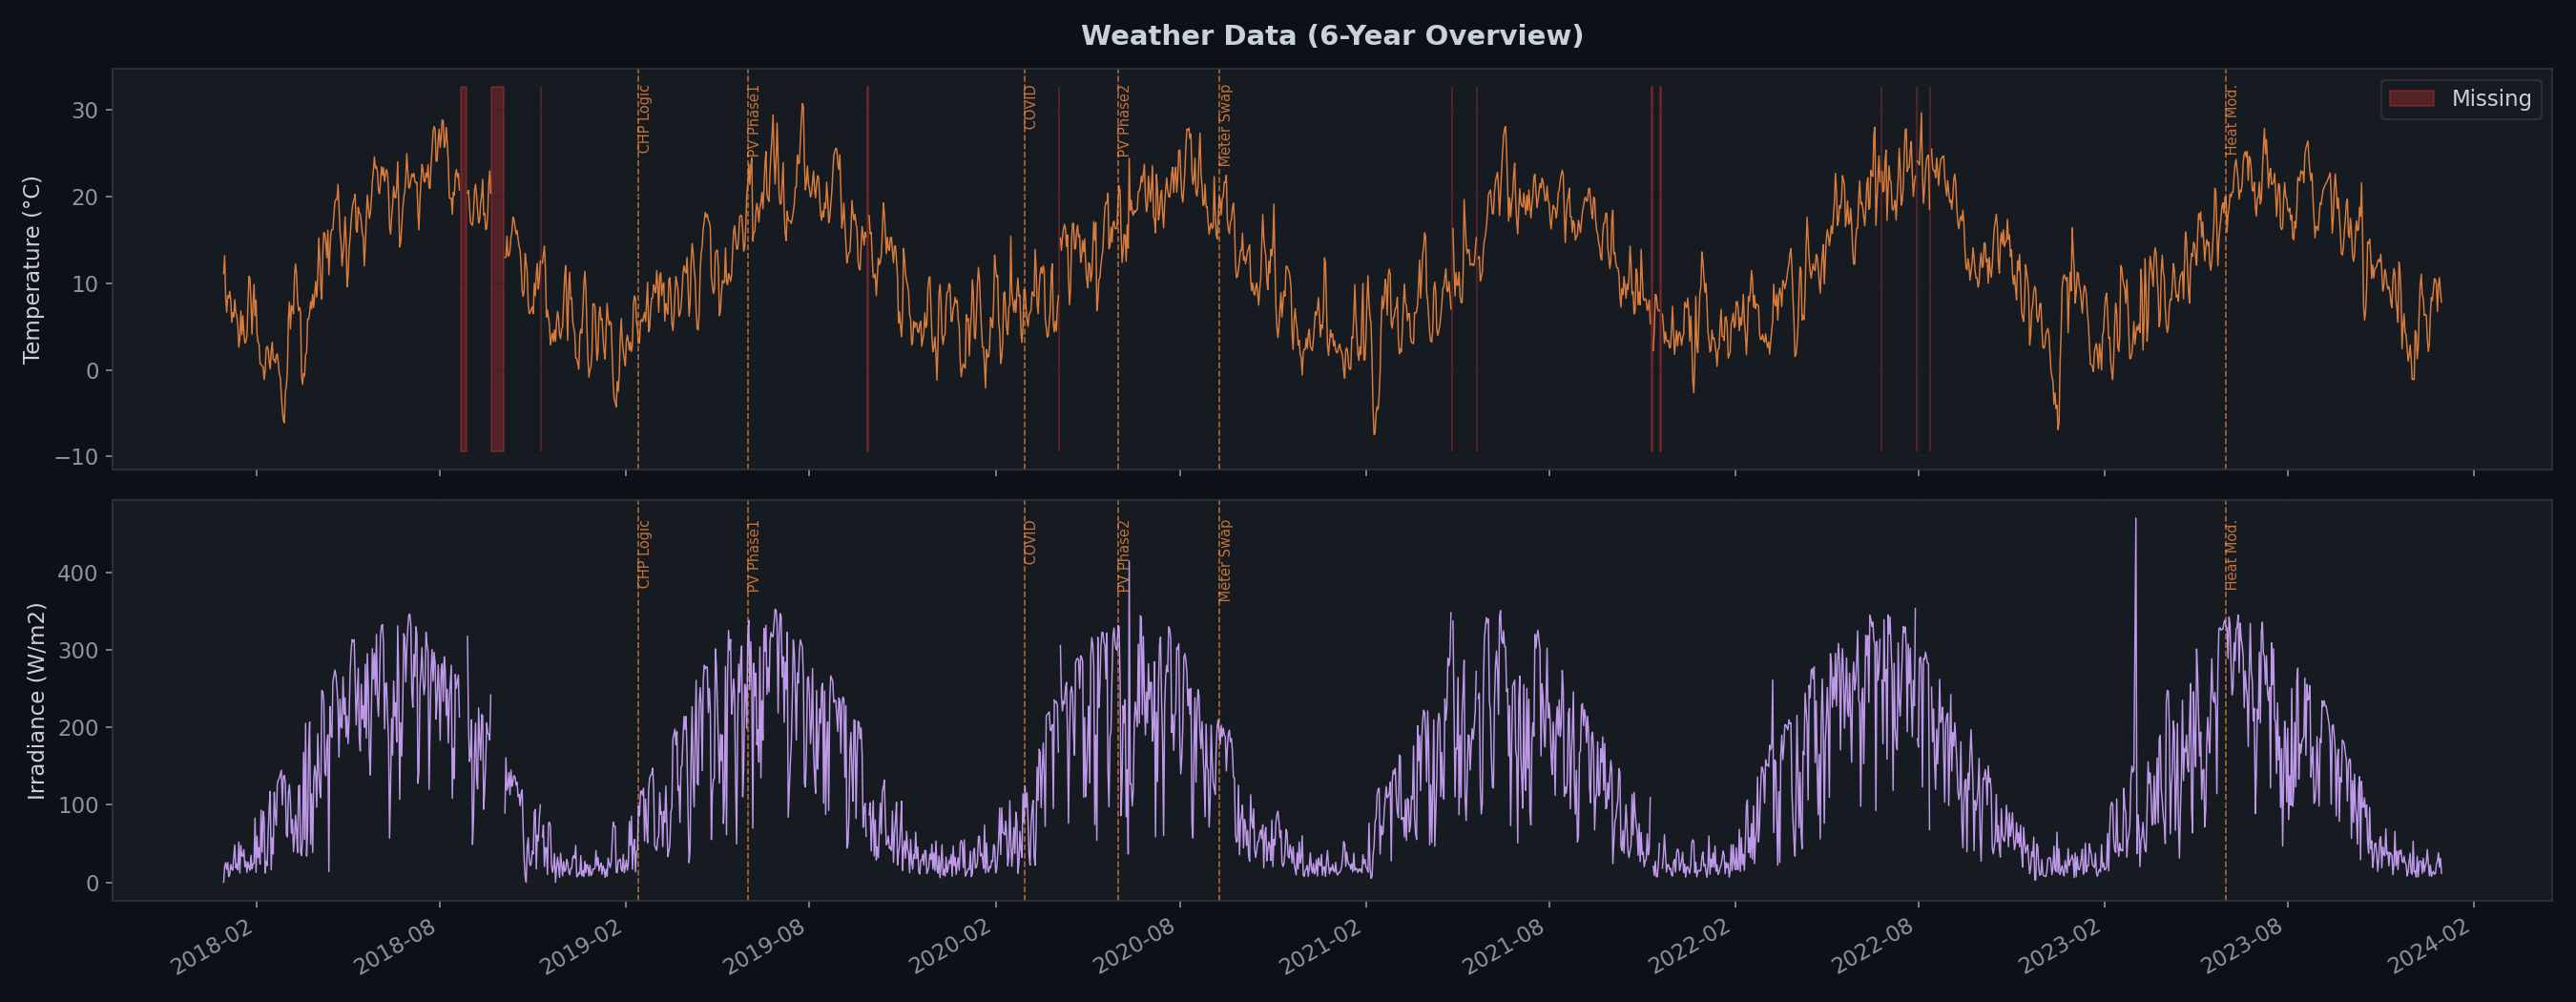 Weather Data (6-Year Overview)
Temperature (°C)
30
20
10
0
−10
CHP Logic
PV Phase1
COVID
PV Phase2
Meter Swap
Heat Mod.
Missing
Irradiance (W/m2)
400
300
200
100
0
CHP Logic
PV Phase1
COVID
PV Phase2
Meter Swap
Heat Mod.
2018-02
2018-08
2019-02
2019-08
2020-02
2020-08
2021-02
2021-08
2022-02
2022-08
2023-02
2023-08
2024-02